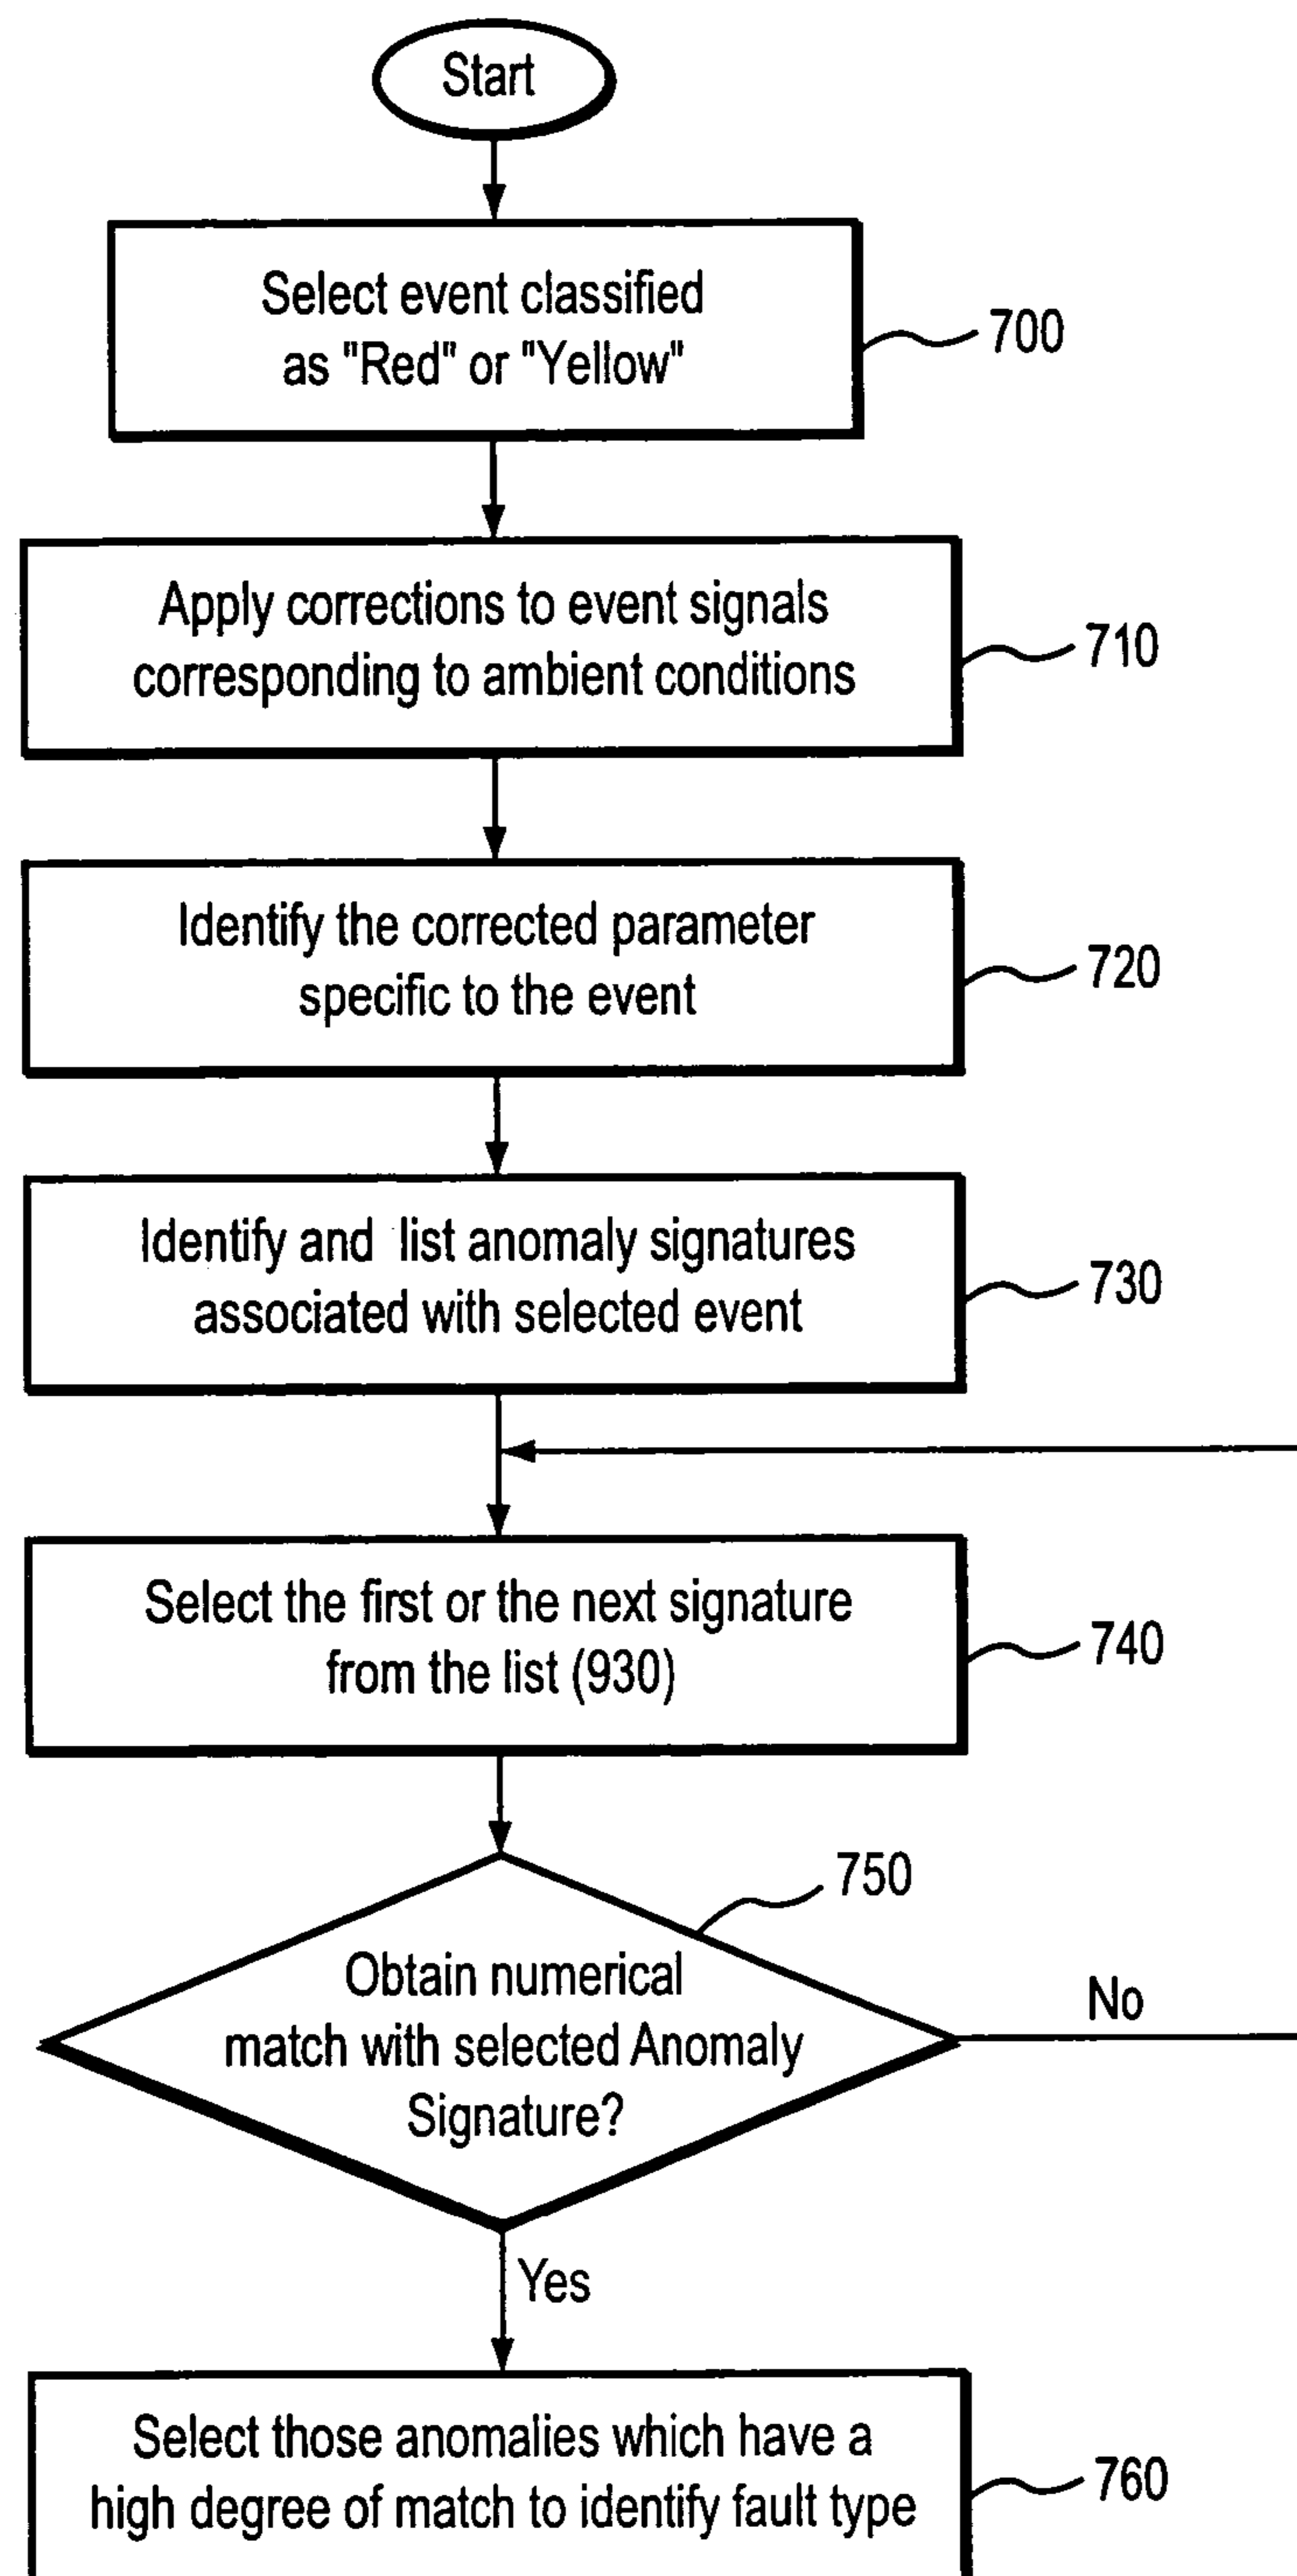 Start
Select event classified
as "Red" or "Yellow"
700
Apply corrections to event signals
corresponding to ambient conditions
710
Identify the corrected parameter
specific to the event
720
Identify and list anomaly signatures
associated with selected event
730
Select the first or the next signature
from the list (930)
740
750
Obtain numerical
match with selected Anomaly
Signature?
No
Yes
Select those anomalies which have a
high degree of match to identify fault type
760